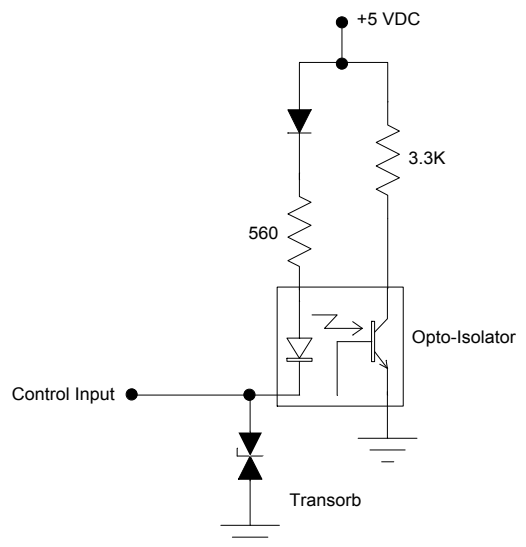 +5 VDC
3.3K
560
Opto-Isolator
Control Input
Transorb